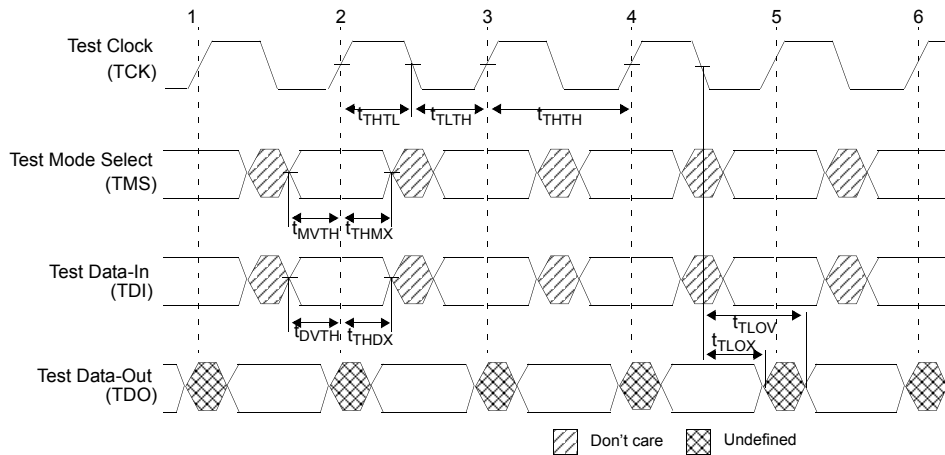 1 2 3 4 5 6
Test Clock
(TCK)
tTHTL tTLTH tTHTH
Test Mode Select
(TMS)
tMVTH tTHMX
Test Data-In
(TDI)
tDVTH tTHDX
tTLOV
tTLOX
Test Data-Out
(TDO)
Don't care Undefined